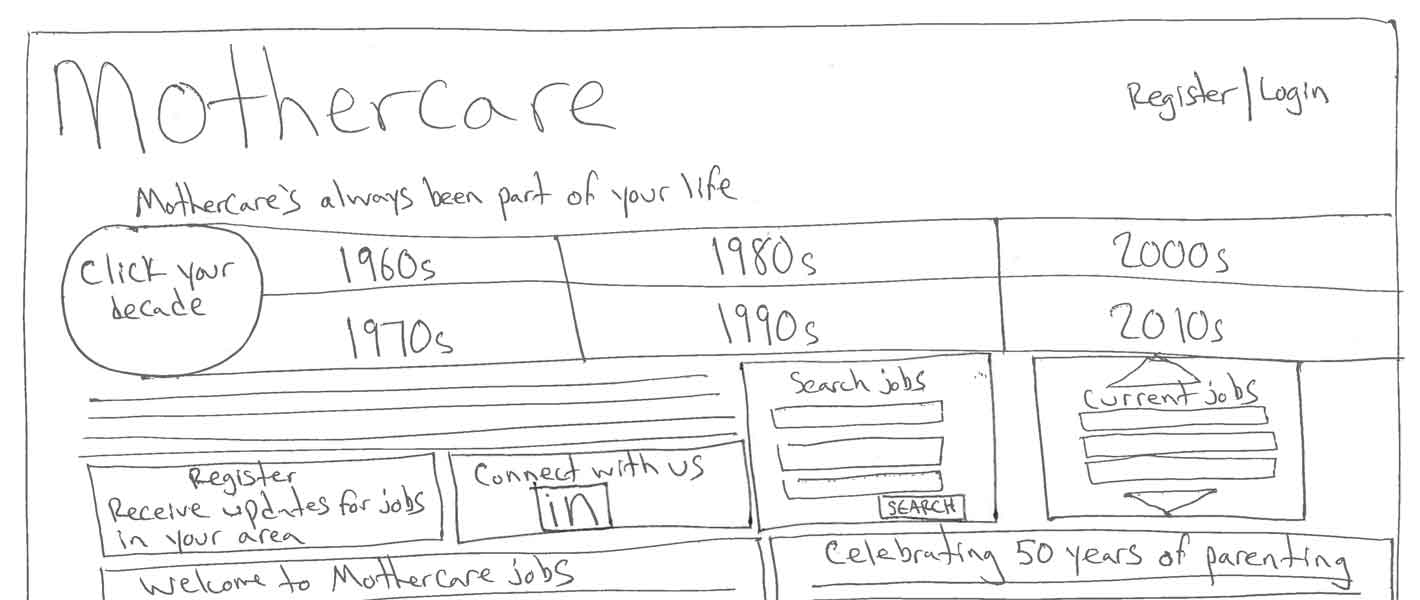 Mothercare
Register | Login
Mothercare's always been part of your life
Click your
decade
1960s
1980s
2000s
1970s
1990s
2010s
Search jobs
SEARCH
Current jobs
Register
Receive updates for jobs
in your area
Connect with us
in
Welcome to Mothercare jobs
Celebrating 50 years of parenting